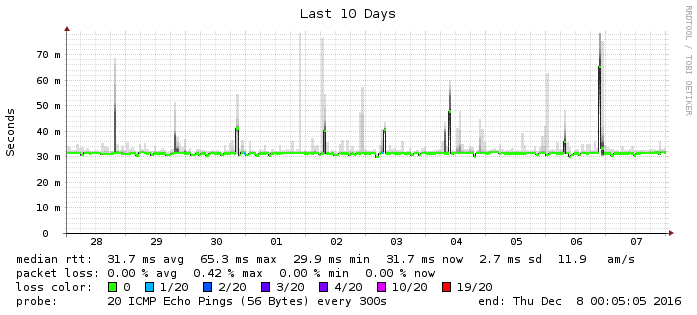 Last 10 Days
RRDTOOL / TOBI OETIKER
Seconds
70 m
60 m
50 m
40 m
30 m
20 m
10 m
0
28 29 30 01 02 03 04 05 06 07
median rtt: 31.7 ms avg 65.3 ms max 29.9 ms min 31.7 ms now 2.7 ms sd 11.9 am/s
packet loss: 0.00 % avg 0.42 % max 0.00 % min 0.00 % now
loss color: 0 1/20 2/20 3/20 4/20 10/20 19/20
probe: 20 ICMP Echo Pings (56 Bytes) every 300s end: Thu Dec 8 00:05:05 2016